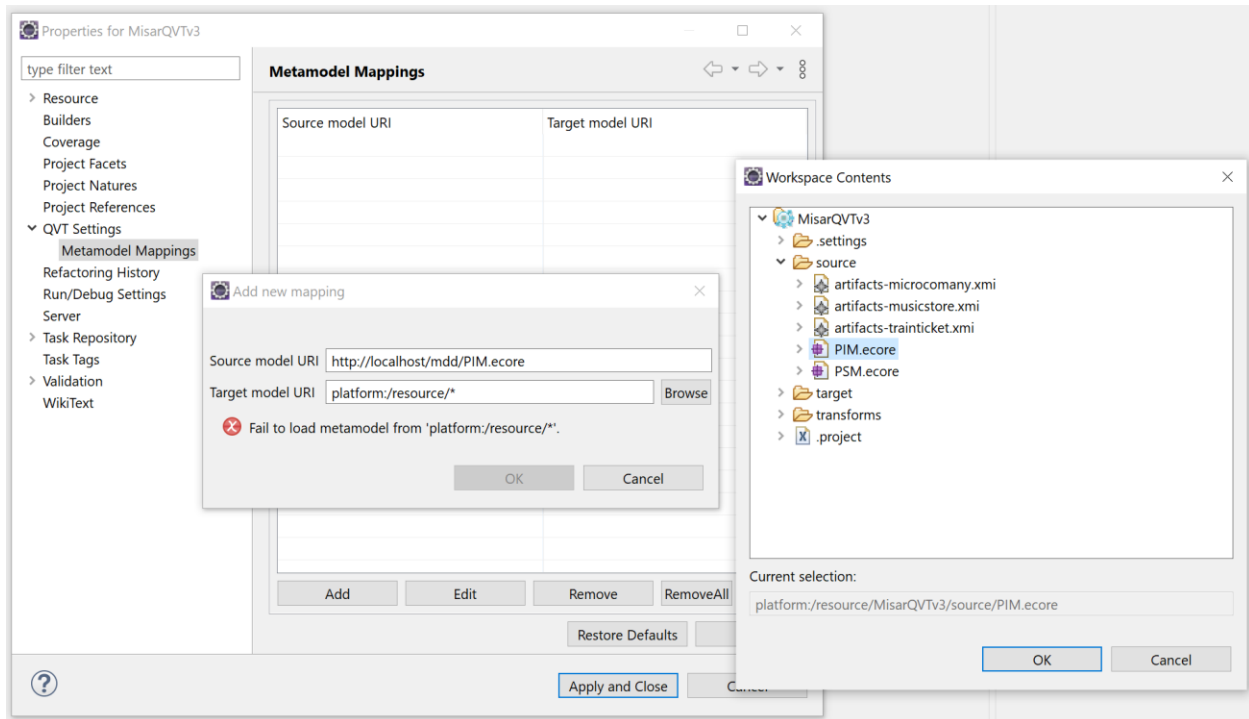 Properties for MisarQVTv3
type filter text
Resource
Builders
Coverage
Project Facets
Project Natures
Project References
QVT Settings
Metamodel Mappings
Refactoring History
Run/Debug Settings
Server
Task Repository
Task Tags
Validation
WikiText
Metamodel Mappings
Source model URI Target model URI
Add Edit Remove RemoveAll
Restore Defaults
Apply and Close
Add new mapping
Source model URI http://localhost/mdd/PIM.ecore
Target model URI platform:/resource/* Browse
Fail to load metamodel from 'platform:/resource/*'.
OK Cancel
Workspace Contents
MisarQVTv3
.settings
source
artifacts-microcomany.xmi
artifacts-musicstore.xmi
artifacts-trainticket.xmi
PIM.ecore
PSM.ecore
target
transforms
.project
Current selection:
platform:/resource/MisarQVTv3/source/PIM.ecore
OK Cancel